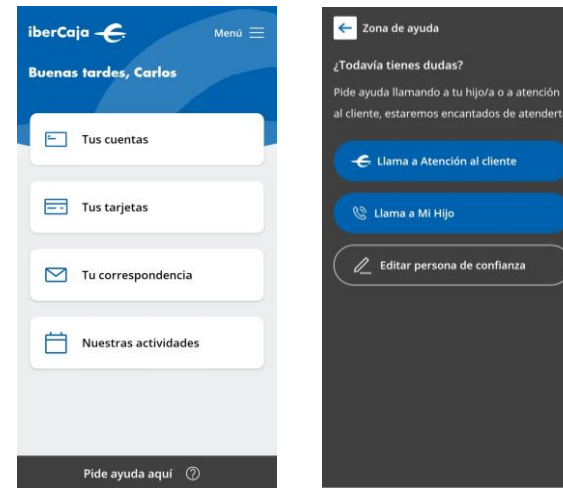 iberCaja
Menú
Buenas tardes, Carlos
Tus cuentas
Tus tarjetas
Tu correspondencia
Nuestras actividades
Pide ayuda aquí
Zona de ayuda
¿Todavía tienes dudas?
Pide ayuda llamando a tu hijo/a o a atención
al cliente, estaremos encantados de atendert
Llama a Atención al cliente
Llama a Mi Hijo
Editar persona de confianza